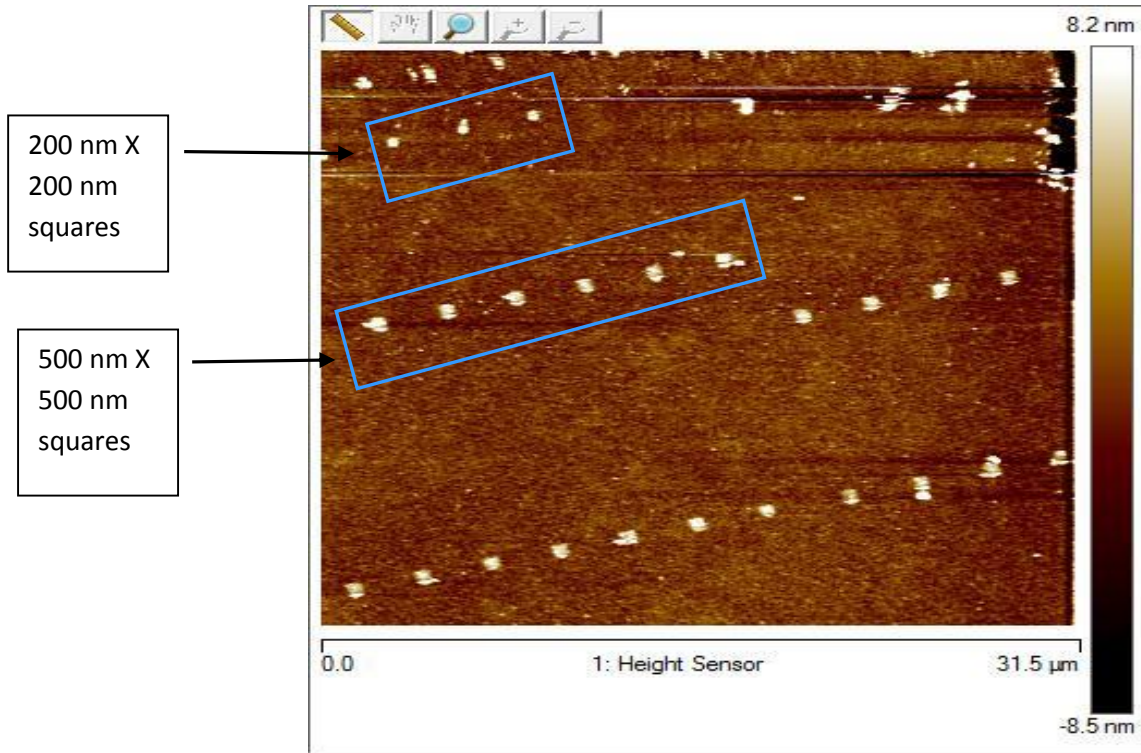 8.2 nm
200 nm X
200 nm
squares
500 nm X
500 nm
squares
0.0
1: Height Sensor
31.5 µm
-8.5 nm